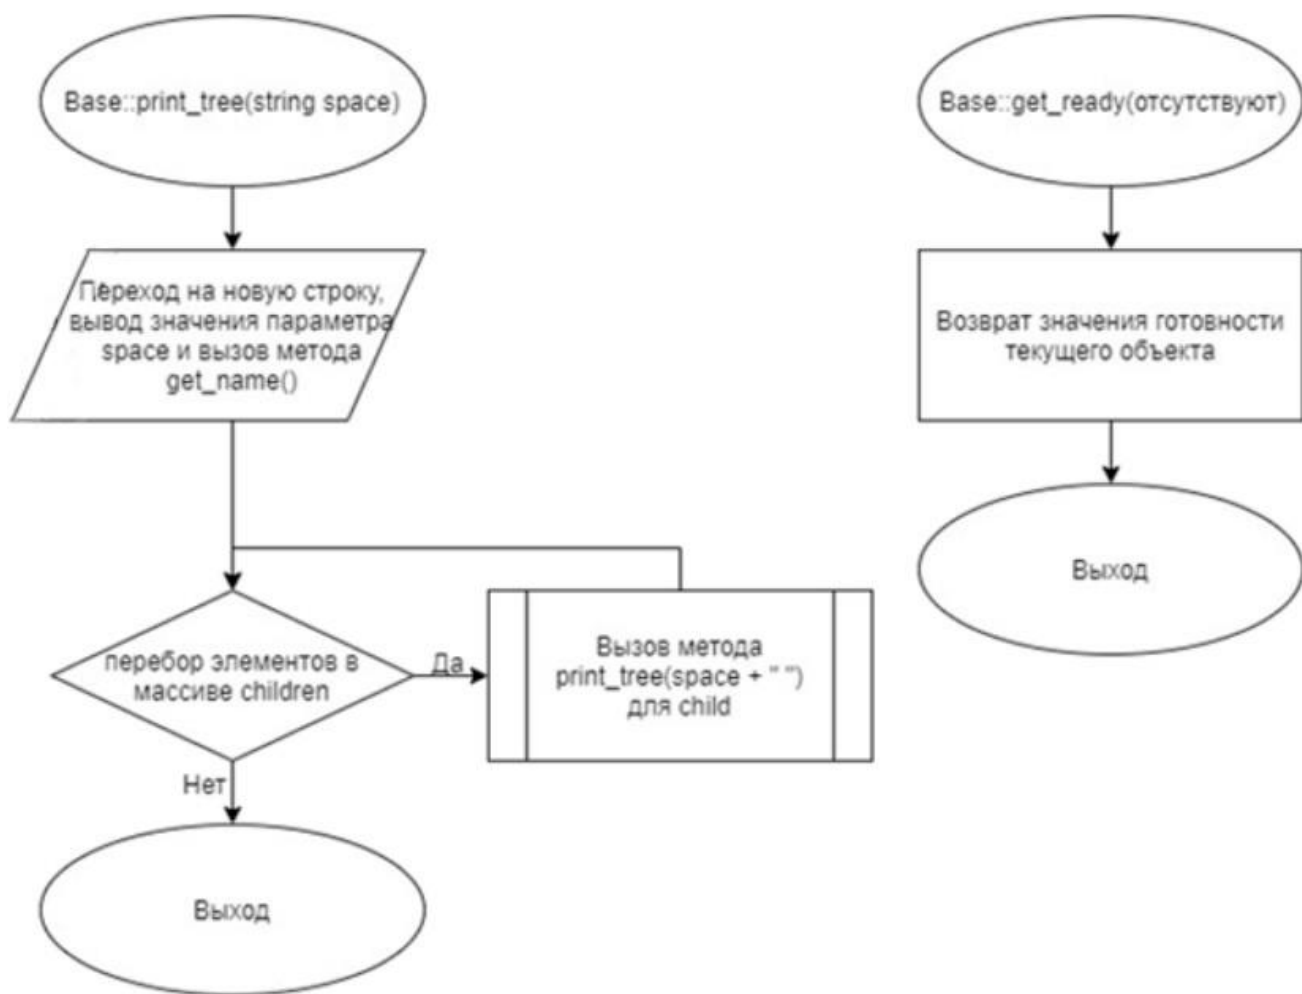 Base::print_tree(string space)
Переход на новую строку,
вывод значения параметра
space и вызов метода
get_name()
перебор элементов в
массиве children
Да
Вызов метода
print_tree(space + " ")
для child
Нет
Выход
Base::get_ready(отсутствуют)
Возврат значения готовности
текущего объекта
Выход